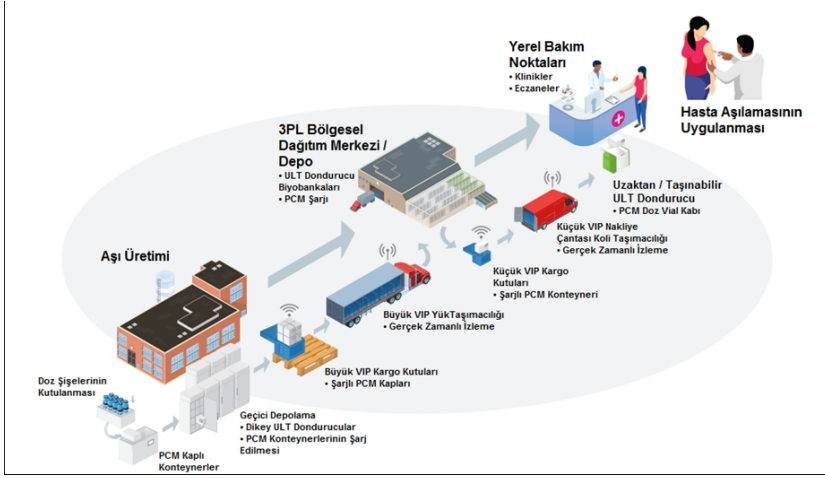 Yerel Bakım
Noktaları
• Klinikler
• Eczaneler
Hasta Aşılamasının
Uygulanması
3PL Bölgesel
Dağıtım Merkezi /
Depo
• ULT Dondurucu
Biyobankaları
• PCM Şarjı
Uzaktan / Taşınabilir
ULT Dondurucu
• PCM Doz Vial Kabı
Küçük VIP Nakliye
Çantası Koli Taşımacılığı
• Gerçek Zamanlı İzleme
Aşı Üretimi
Küçük VIP Kargo
Kutuları
• Şarjlı PCM Konteyneri
Büyük VIP YükTaşımacılığı
• Gerçek Zamanlı İzleme
Büyük VIP Kargo Kutuları
• Şarjlı PCM Kapları
Doz Şişelerinin
Kutulanması
Geçici Depolama
• Dikey ULT Dondurucular
• PCM Konteynerlerinin Şarj
Edilmesi
PCM Kaplı
Konteynerler